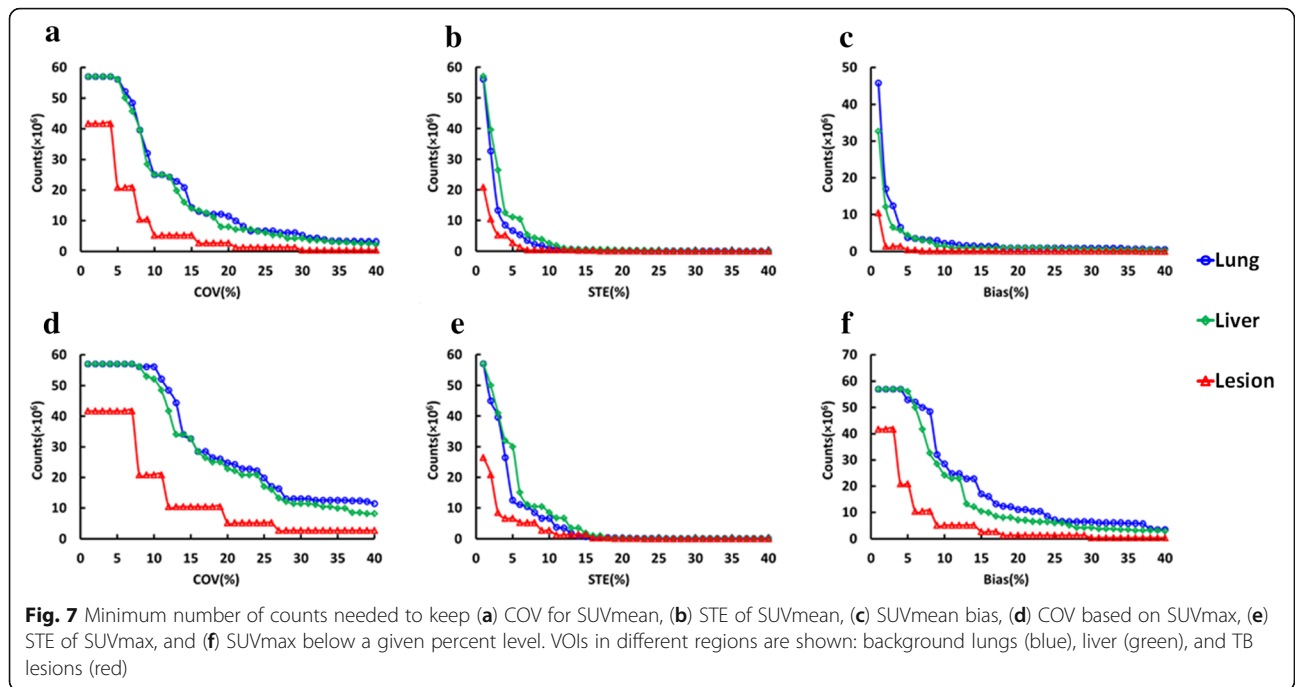 a
b
c
60
50
40
30
20
10
0
Counts(×10⁶)
0 5 10 15 20 25 30 35 40
COV(%)
60
50
40
30
20
10
0
Counts(×10⁶)
0 5 10 15 20 25 30 35 40
STE(%)
50
40
30
20
10
0
Counts(×10⁶)
0 5 10 15 20 25 30 35 40
Bias(%)
Lung
Liver
Lesion
d
e
f
60
50
40
30
20
10
0
Counts(×10⁶)
0 5 10 15 20 25 30 35 40
COV(%)
60
50
40
30
20
10
0
Counts(×10⁶)
0 5 10 15 20 25 30 35 40
STE(%)
70
60
50
40
30
20
10
0
Counts(×10⁶)
0 5 10 15 20 25 30 35 40
Bias(%)
Fig. 7 Minimum number of counts needed to keep (a) COV for SUVmean, (b) STE of SUVmean, (c) SUVmean bias, (d) COV based on SUVmax, (e)
STE of SUVmax, and (f) SUVmax below a given percent level. VOIs in different regions are shown: background lungs (blue), liver (green), and TB
lesions (red)